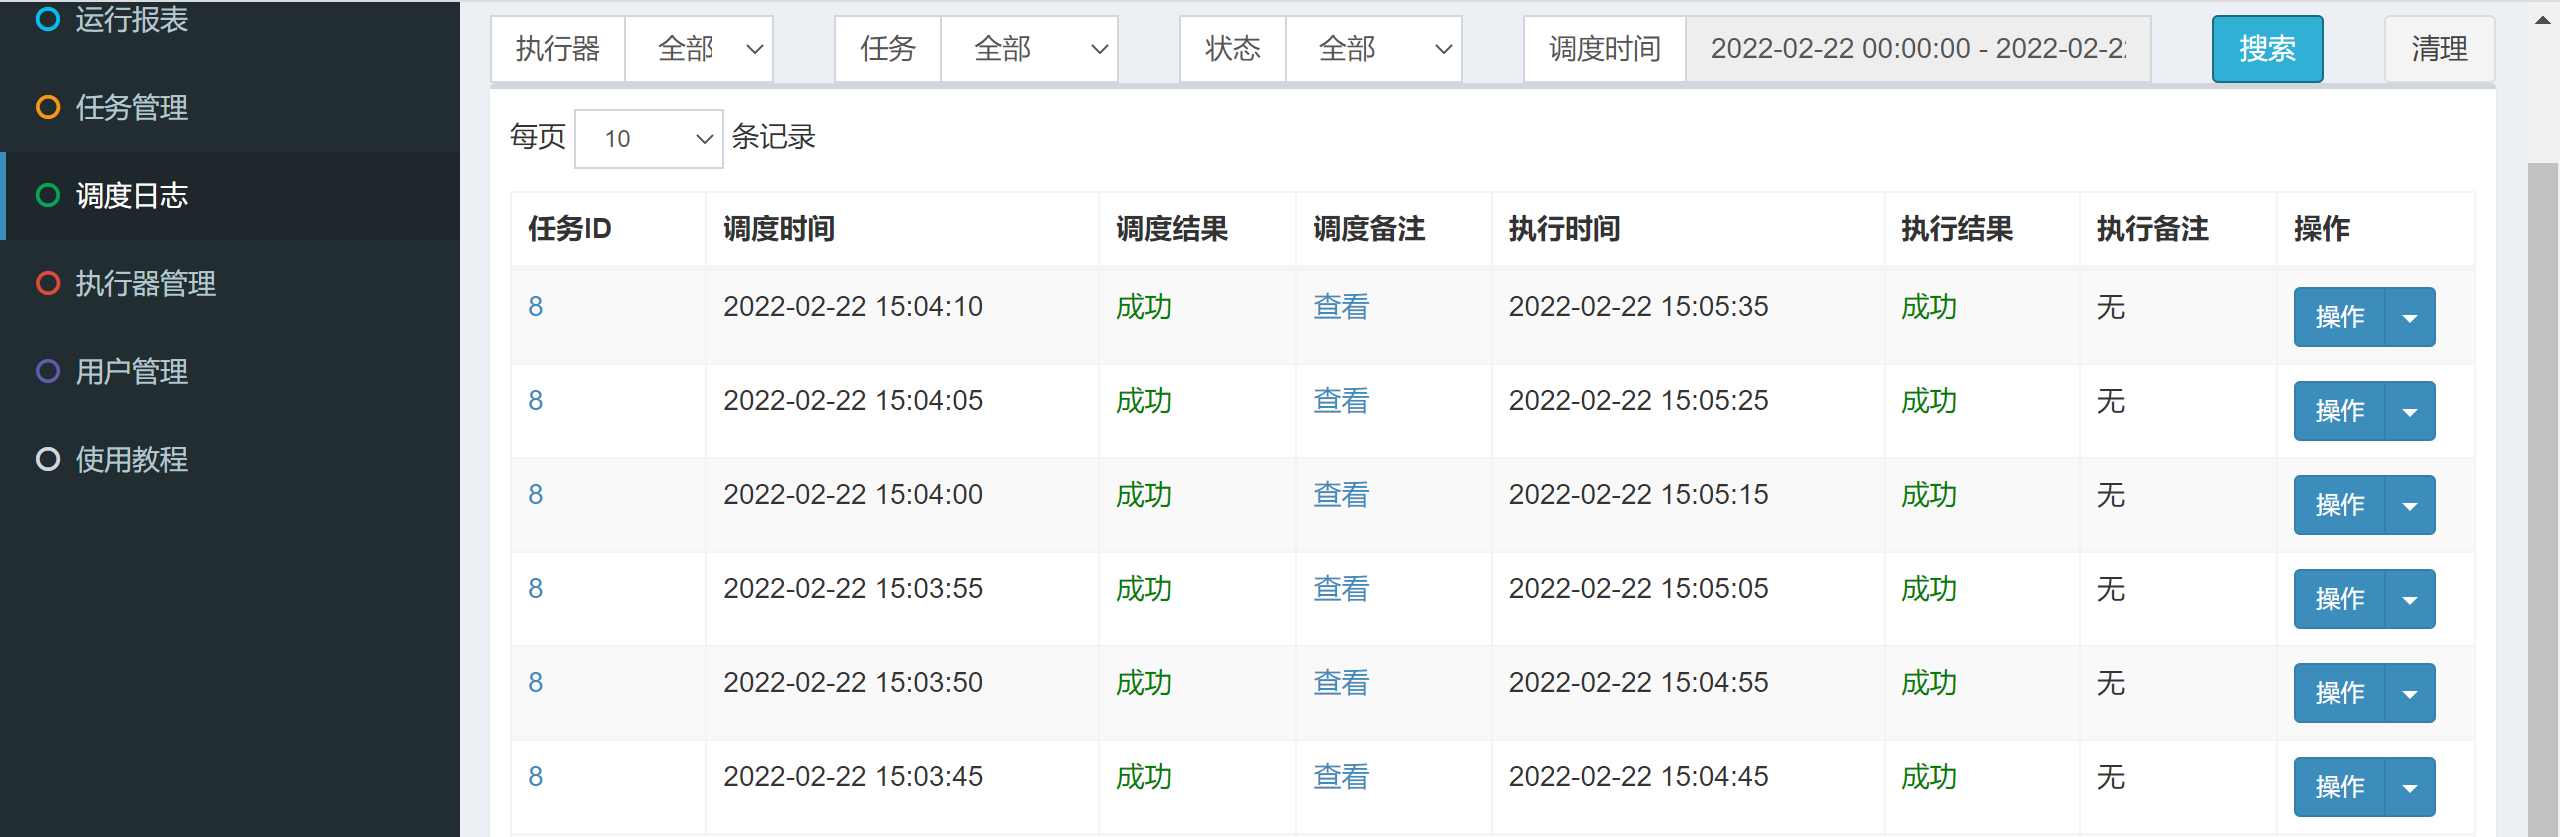 运行报表
任务管理
调度日志
执行器管理
用户管理
使用教程
执行器 全部 任务 全部 状态 全部 调度时间 2022-02-22 00:00:00 - 2022-02-2 搜索 清理
每页 10 条记录
任务ID 调度时间 调度结果 调度备注 执行时间 执行结果 执行备注 操作
8 2022-02-22 15:04:10 成功 查看 2022-02-22 15:05:35 成功 无 操作
8 2022-02-22 15:04:05 成功 查看 2022-02-22 15:05:25 成功 无 操作
8 2022-02-22 15:04:00 成功 查看 2022-02-22 15:05:15 成功 无 操作
8 2022-02-22 15:03:55 成功 查看 2022-02-22 15:05:05 成功 无 操作
8 2022-02-22 15:03:50 成功 查看 2022-02-22 15:04:55 成功 无 操作
8 2022-02-22 15:03:45 成功 查看 2022-02-22 15:04:45 成功 无 操作